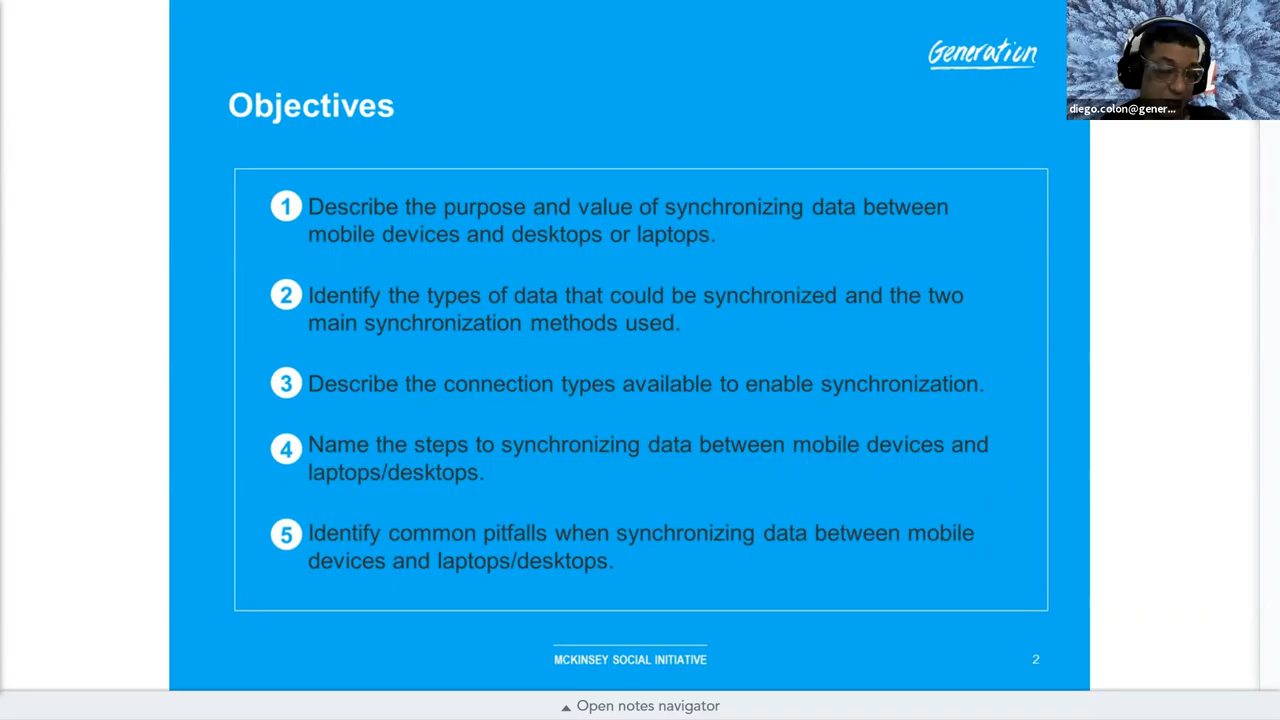 Generation
diego.colon@gener...
Objectives
1 Describe the purpose and value of synchronizing data between
mobile devices and desktops or laptops.
2 Identify the types of data that could be synchronized and the two
main synchronization methods used.
3 Describe the connection types available to enable synchronization.
4 Name the steps to synchronizing data between mobile devices and
laptops/desktops.
5 Identify common pitfalls when synchronizing data between mobile
devices and laptops/desktops.
MCKINSEY SOCIAL INITIATIVE
2
Open notes navigator